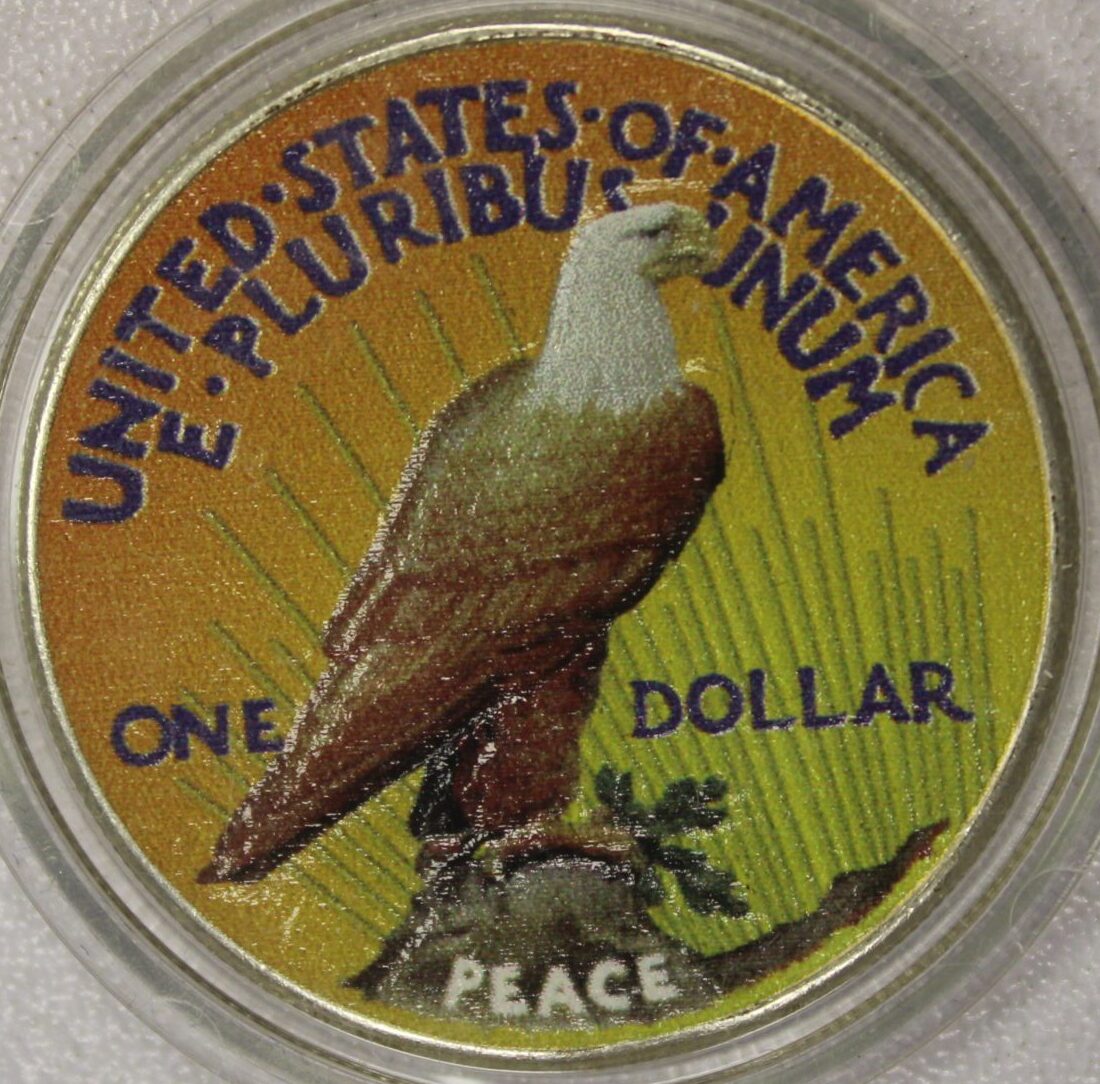 UNITED·STATES·OF·AMERICA
E·PLURIBUS UNUM
ONE DOLLAR
PEACE